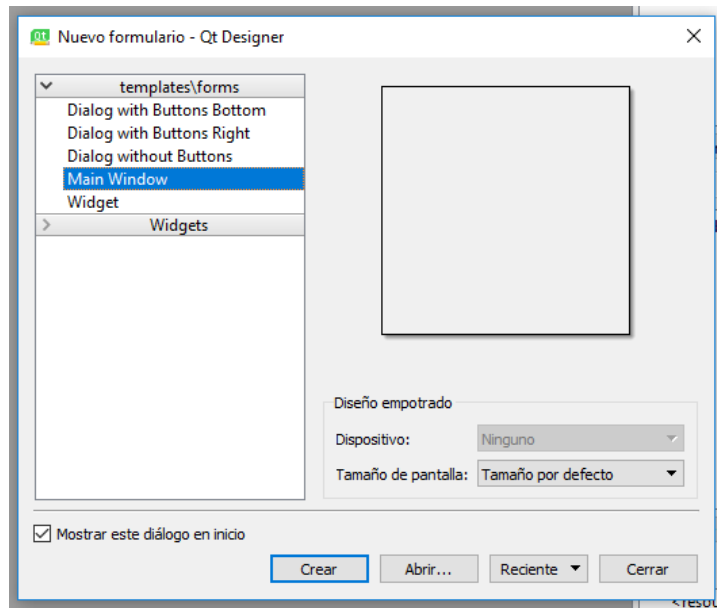 Nuevo formulario - Qt Designer
templates\forms
Dialog with Buttons Bottom
Dialog with Buttons Right
Dialog without Buttons
Main Window
Widget
Widgets
Diseño empotrado
Dispositivo: Ninguno
Tamaño de pantalla: Tamaño por defecto
Mostrar este diálogo en inicio
Crear Abrir... Reciente Cerrar